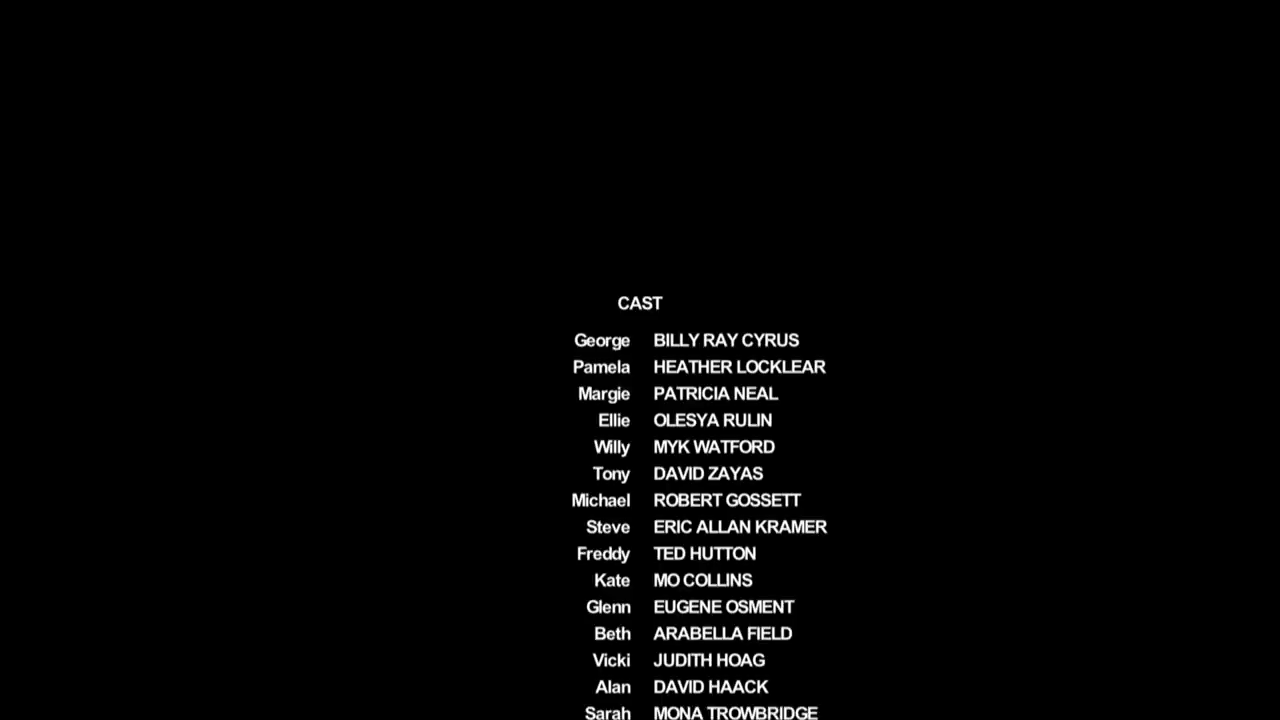 CAST
George BILLY RAY CYRUS
Pamela HEATHER LOCKLEAR
Margie PATRICIA NEAL
Ellie OLESYA RULIN
Willy MYK WATFORD
Tony DAVID ZAYAS
Michael ROBERT GOSSETT
Steve ERIC ALLAN KRAMER
Freddy TED HUTTON
Kate MO COLLINS
Glenn EUGENE OSMENT
Beth ARABELLA FIELD
Vicki JUDITH HOAG
Alan DAVID HAACK
Sarah MONA TROWBRIDGE